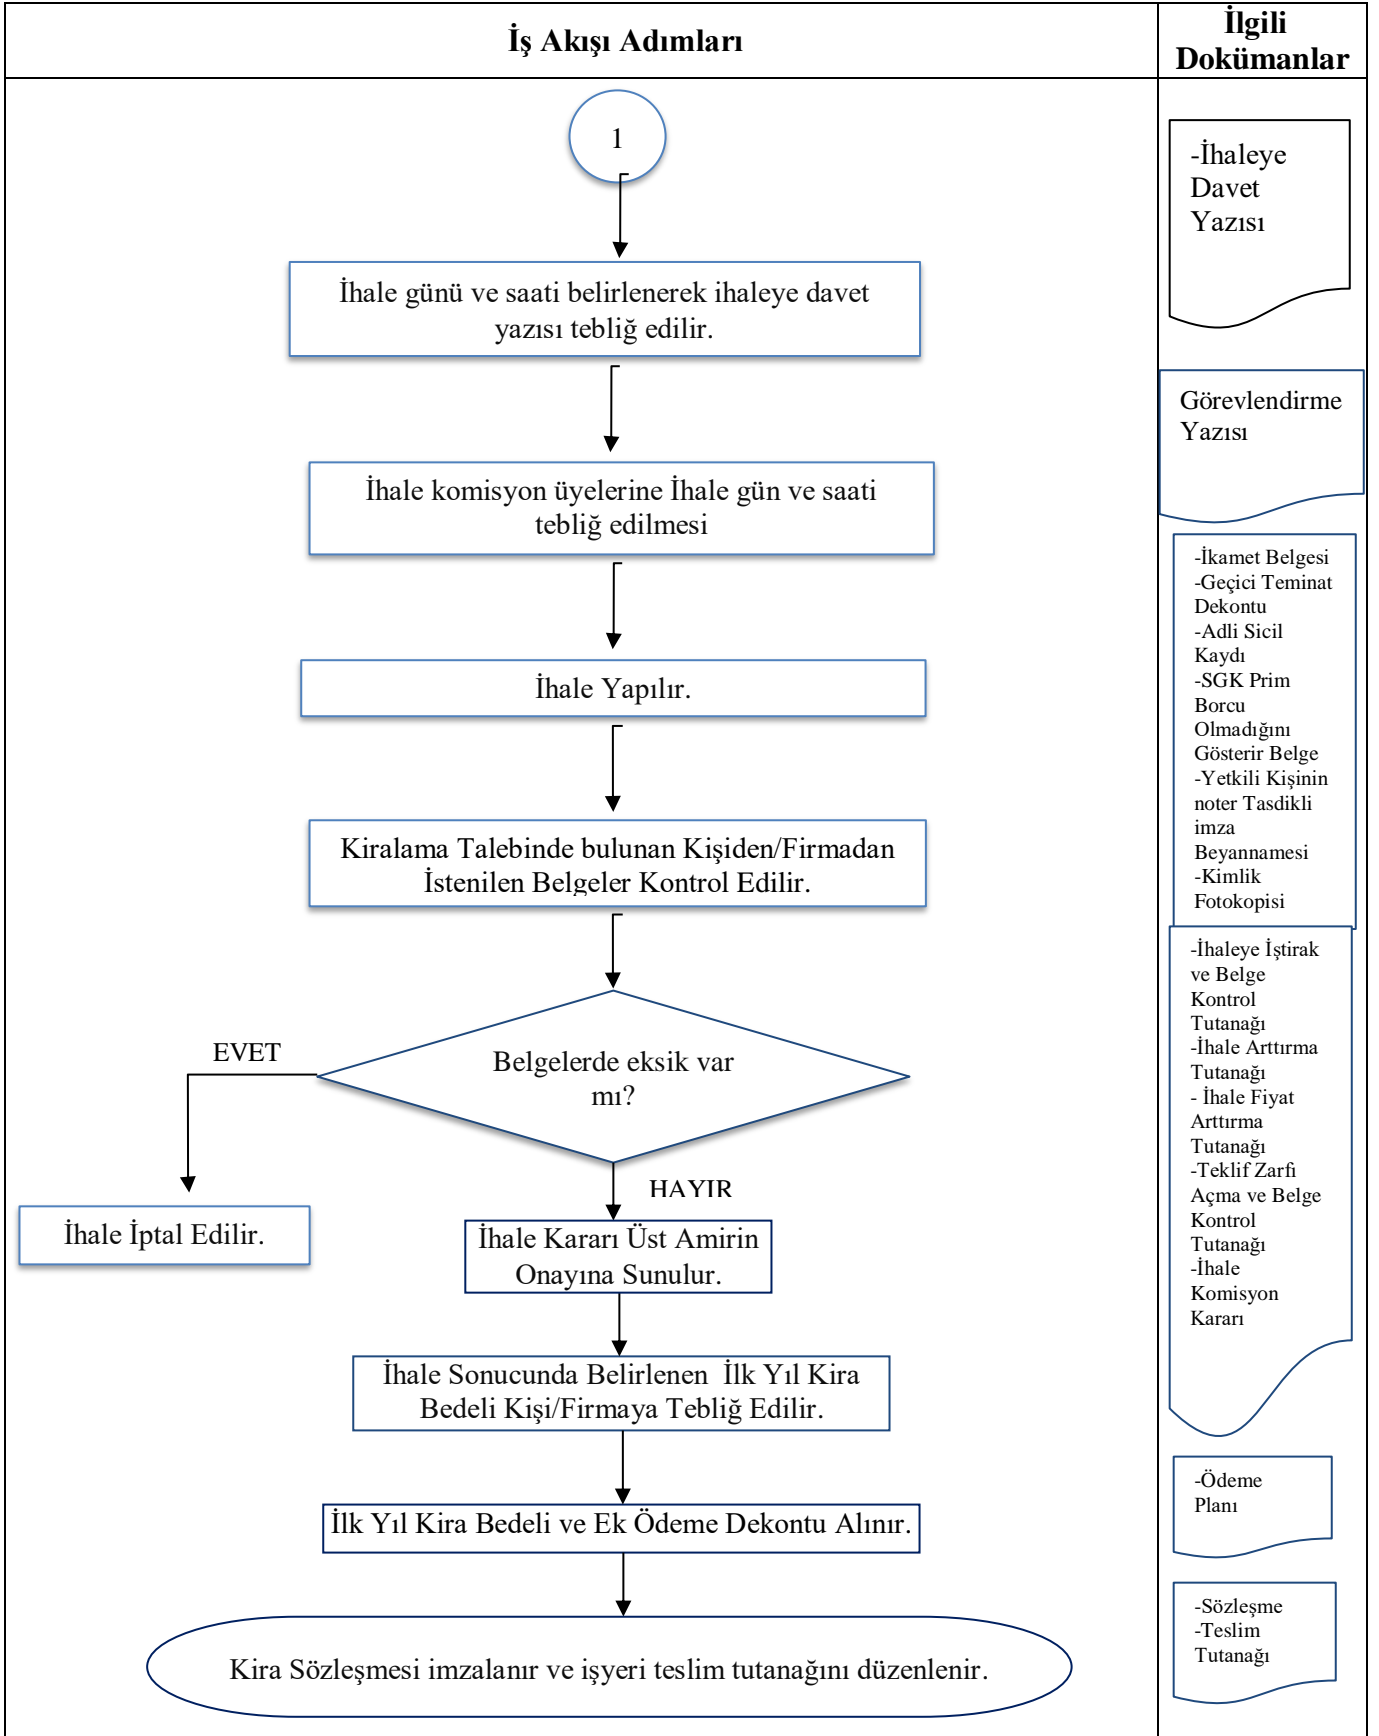 İş Akışı Adımları
İlgili
Dokümanlar
1
İhale günü ve saati belirlenerek ihaleye davet
yazısı tebliğ edilir.
İhale komisyon üyelerine İhale gün ve saati
tebliğ edilmesi
İhale Yapılır.
Kiralama Talebinde bulunan Kişiden/Firmadan
İstenilen Belgeler Kontrol Edilir.
Belgelerde eksik var
mı?
EVET
HAYIR
İhale İptal Edilir.
İhale Kararı Üst Amirin
Onayına Sunulur.
İhale Sonucunda Belirlenen İlk Yıl Kira
Bedeli Kişi/Firmaya Tebliğ Edilir.
İlk Yıl Kira Bedeli ve Ek Ödeme Dekontu Alınır.
Kira Sözleşmesi imzalanır ve işyeri teslim tutanağını düzenlenir.
-İhaleye
Davet
Yazısı
Görevlendirme
Yazısı
-İkamet Belgesi
-Geçici Teminat
Dekontu
-Adli Sicil
Kaydı
-SGK Prim
Borcu
Olmadığını
Gösterir Belge
-Yetkili Kişinin
noter Tasdikli
imza
Beyannamesi
-Kimlik
Fotokopisi
-İhaleye İştirak
ve Belge
Kontrol
Tutanağı
-İhale Arttırma
Tutanağı
- İhale Fiyat
Arttırma
Tutanağı
-Teklif Zarfı
Açma ve Belge
Kontrol
Tutanağı
-İhale
Komisyon
Kararı
-Ödeme
Planı
-Sözleşme
-Teslim
Tutanağı